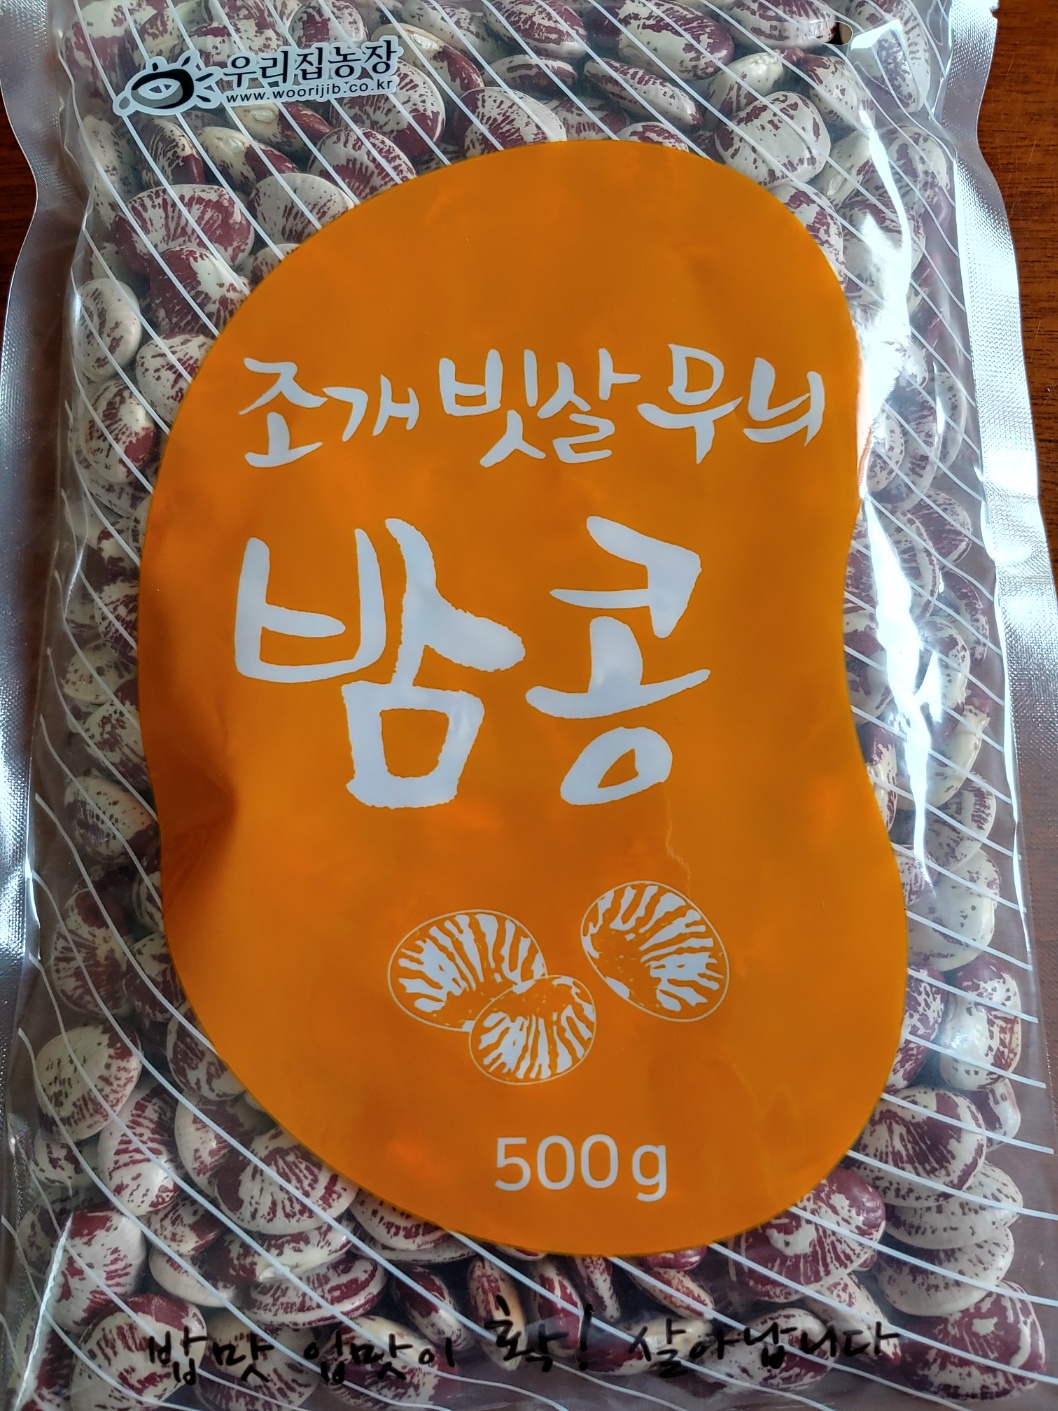 우리집농장
www.woorijib.co.kr
조개빗살무늬
밤콩
500g
밥맛 입맛이 확! 살아납니다